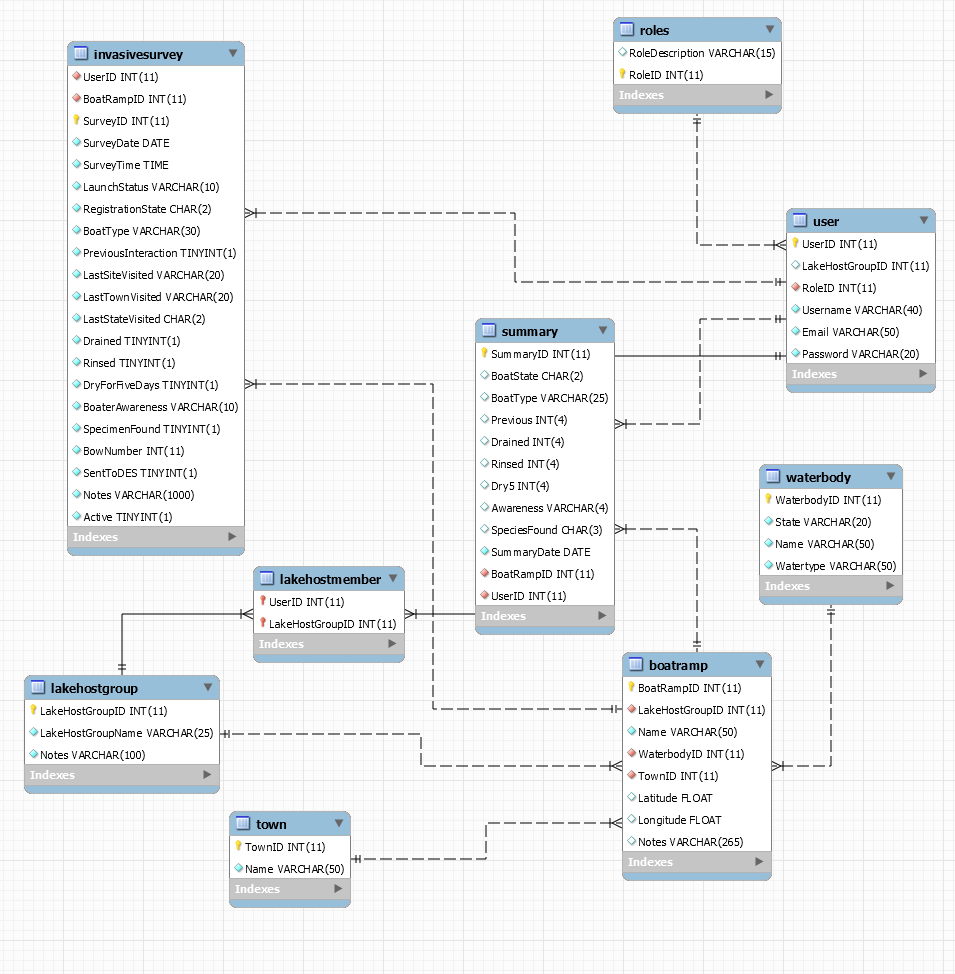 invasivesurvey
UserID INT(11)
BoatRampID INT(11)
SurveyID INT(11)
SurveyDate DATE
SurveyTime TIME
LaunchStatus VARCHAR(10)
RegistrationState CHAR(2)
BoatType VARCHAR(30)
PreviousInteraction TINYINT(1)
LastSiteVisited VARCHAR(20)
LastTownVisited VARCHAR(20)
LastStateVisited CHAR(2)
Drained TINYINT(1)
Rinsed TINYINT(1)
DryForFiveDays TINYINT(1)
BoaterAwareness VARCHAR(10)
SpecimenFound TINYINT(1)
BowNumber INT(11)
SentToDES TINYINT(1)
Notes VARCHAR(1000)
Active TINYINT(1)
Indexes
roles
RoleDescription VARCHAR(15)
RoleID INT(11)
Indexes
user
UserID INT(11)
LakeHostGroupID INT(11)
RoleID INT(11)
Username VARCHAR(40)
Email VARCHAR(50)
Password VARCHAR(20)
Indexes
summary
SummaryID INT(11)
BoatState CHAR(2)
BoatType VARCHAR(25)
Previous INT(4)
Drained INT(4)
Rinsed INT(4)
Dry5 INT(4)
Awareness VARCHAR(4)
SpeciesFound CHAR(3)
SummaryDate DATE
BoatRampID INT(11)
UserID INT(11)
Indexes
waterbody
WaterbodyID INT(11)
State VARCHAR(20)
Name VARCHAR(50)
Watertype VARCHAR(50)
Indexes
lakehostmember
UserID INT(11)
LakeHostGroupID INT(11)
Indexes
lakehostgroup
LakeHostGroupID INT(11)
LakeHostGroupName VARCHAR(25)
Notes VARCHAR(100)
Indexes
boatramp
BoatRampID INT(11)
LakeHostGroupID INT(11)
Name VARCHAR(50)
WaterbodyID INT(11)
TownID INT(11)
Latitude FLOAT
Longitude FLOAT
Notes VARCHAR(265)
Indexes
town
TownID INT(11)
Name VARCHAR(50)
Indexes